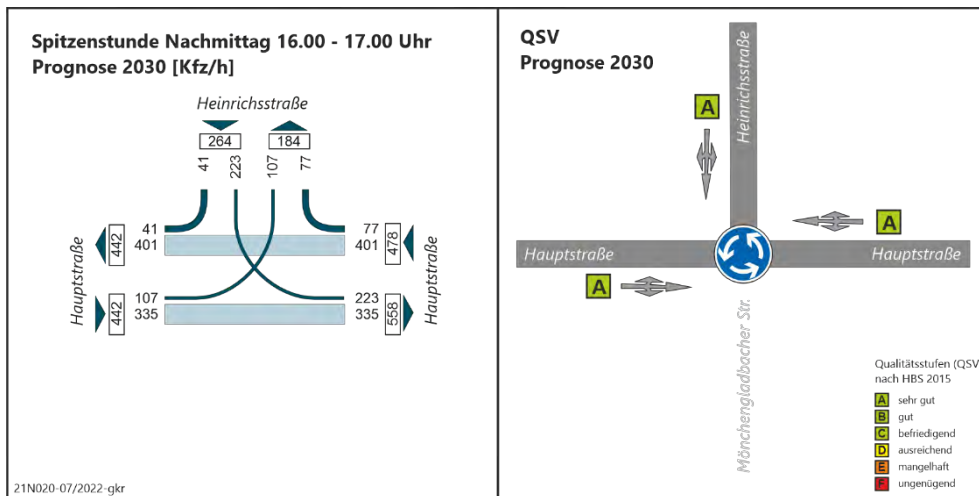 Spitzenstunde Nachmittag 16.00 - 17.00 Uhr
Prognose 2030 [Kfz/h]
Heinrichsstraße
264 184
41 223 107 77
41 77
442 401 401 478
Hauptstraße Hauptstraße
107 223
442 335 335 558
Hauptstraße Hauptstraße
21N020-07/2022-gkr
QSV
Prognose 2030
A
Heinrichsstraße
A
Hauptstraße Hauptstraße
A
Mönchengladbacher Str.
Qualitätsstufen (QSV
nach HBS 2015
A sehr gut
B gut
C befriedigend
D ausreichend
E mangelhaft
F ungenügend